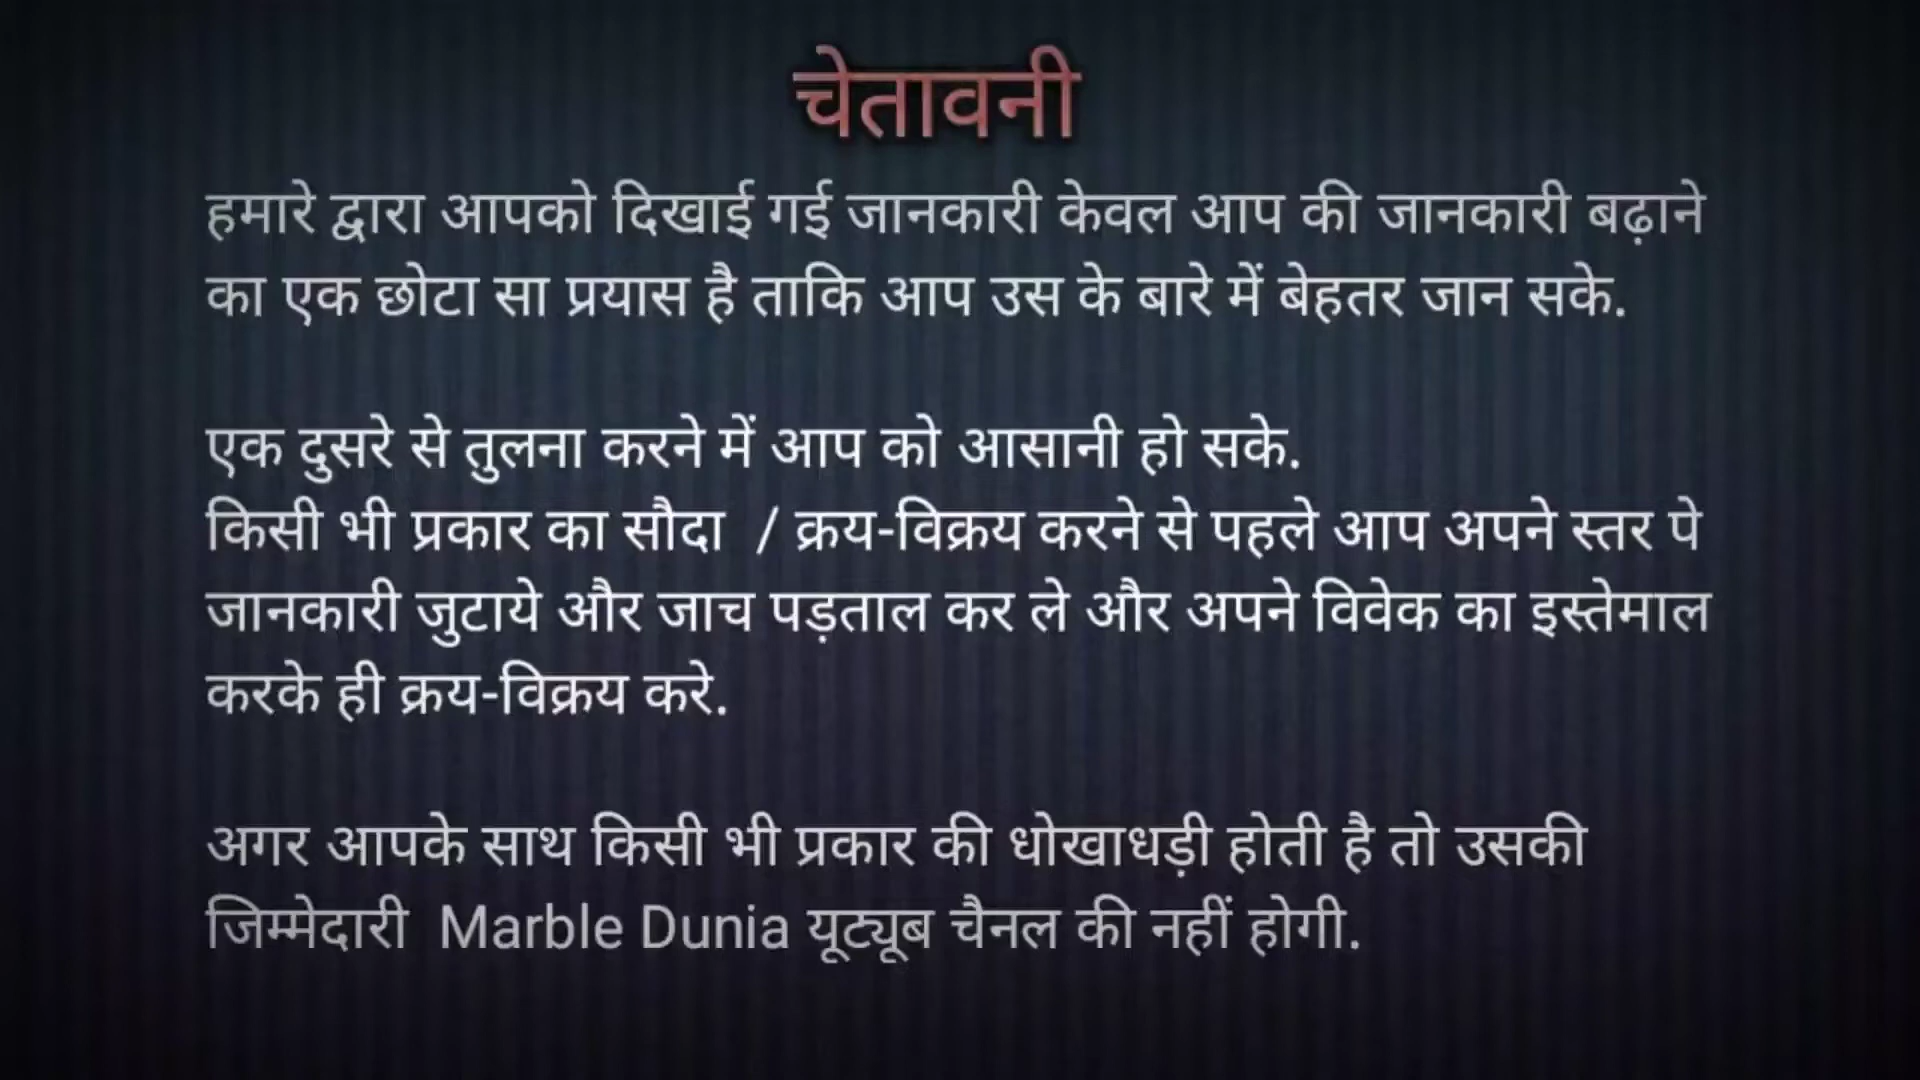 चेतावनी
हमारे द्वारा आपको दिखाई गई जानकारी केवल आप की जानकारी बढ़ाने
का एक छोटा सा प्रयास है ताकि आप उस के बारे में बेहतर जान सके.
एक दुसरे से तुलना करने में आप को आसानी हो सके.
किसी भी प्रकार का सौदा / क्रय-विक्रय करने से पहले आप अपने स्तर पे
जानकारी जुटाये और जाच पड़ताल कर ले और अपने विवेक का इस्तेमाल
करके ही क्रय-विक्रय करे.
अगर आपके साथ किसी भी प्रकार की धोखाधड़ी होती है तो उसकी
जिम्मेदारी Marble Dunia यूट्यूब चैनल की नहीं होगी.